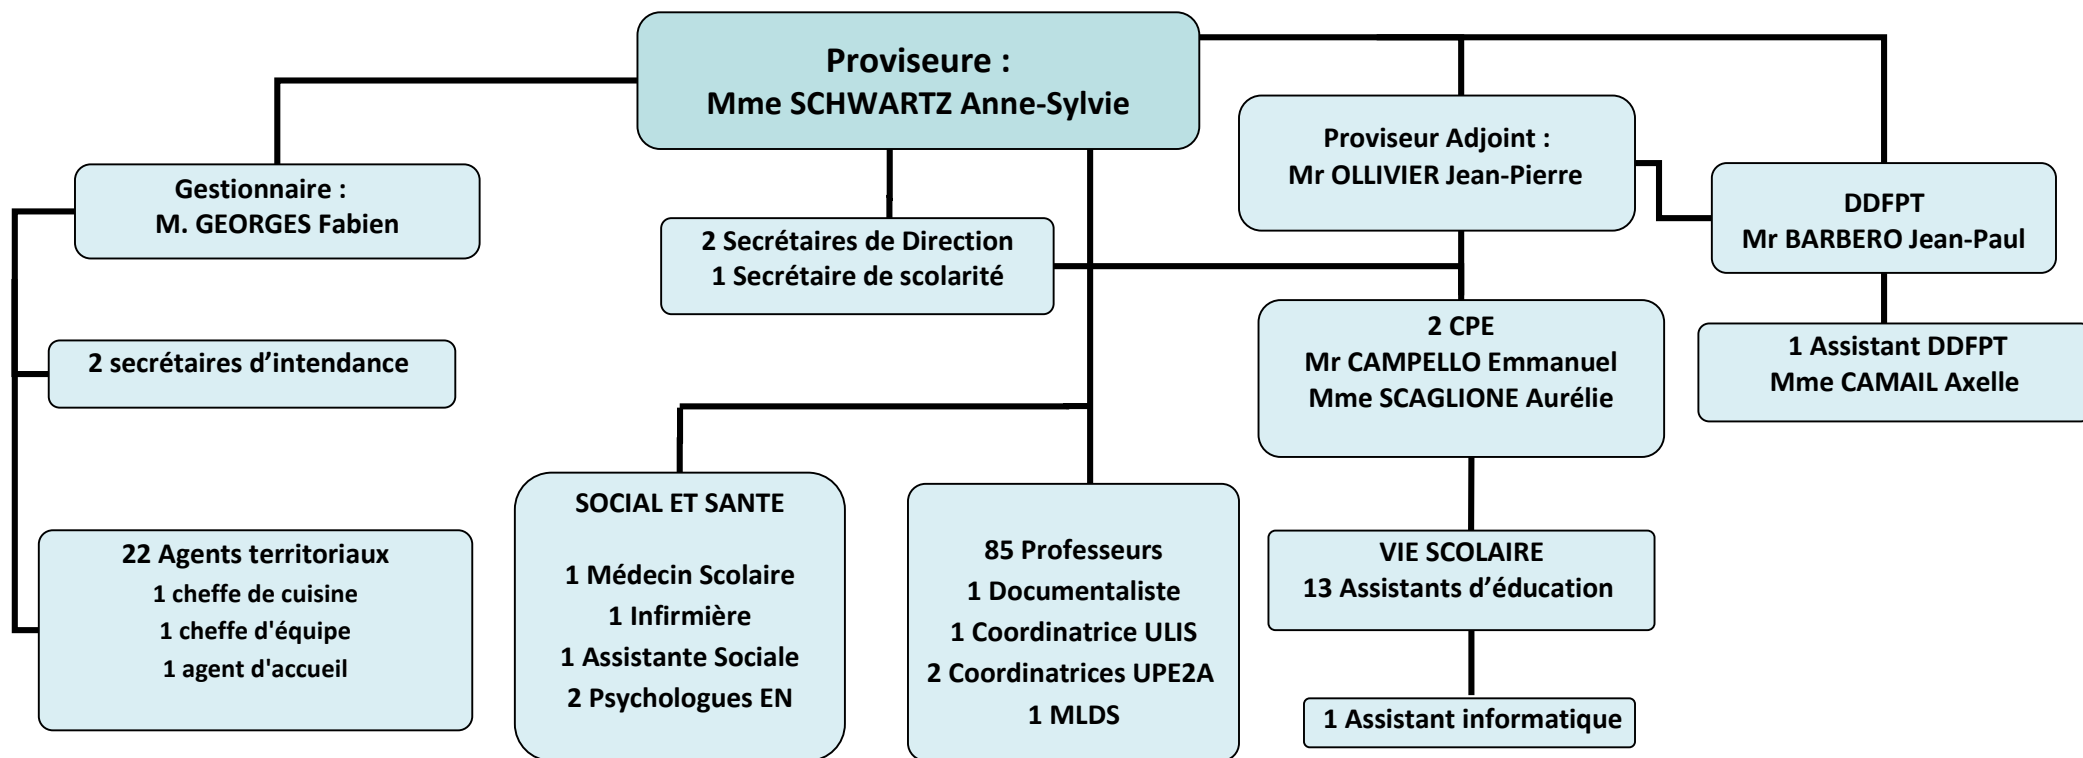 Proviseure :
Mme SCHWARTZ Anne-Sylvie
Proviseur Adjoint :
Mr OLLIVIER Jean-Pierre
Gestionnaire :
M. GEORGES Fabien
DDFPT
Mr BARBERO Jean-Paul
2 Secrétaires de Direction
1 Secrétaire de scolarité
2 secrétaires d’intendance
2 CPE
Mr CAMPELLO Emmanuel
Mme SCAGLIONE Aurélie
1 Assistant DDFPT
Mme CAMAIL Axelle
22 Agents territoriaux
1 cheffe de cuisine
1 cheffe d'équipe
1 agent d'accueil
SOCIAL ET SANTE
1 Médecin Scolaire
1 Infirmière
1 Assistante Sociale
2 Psychologues EN
85 Professeurs
1 Documentaliste
1 Coordinatrice ULIS
2 Coordinatrices UPE2A
1 MLDS
VIE SCOLAIRE
13 Assistants d’éducation
1 Assistant informatique